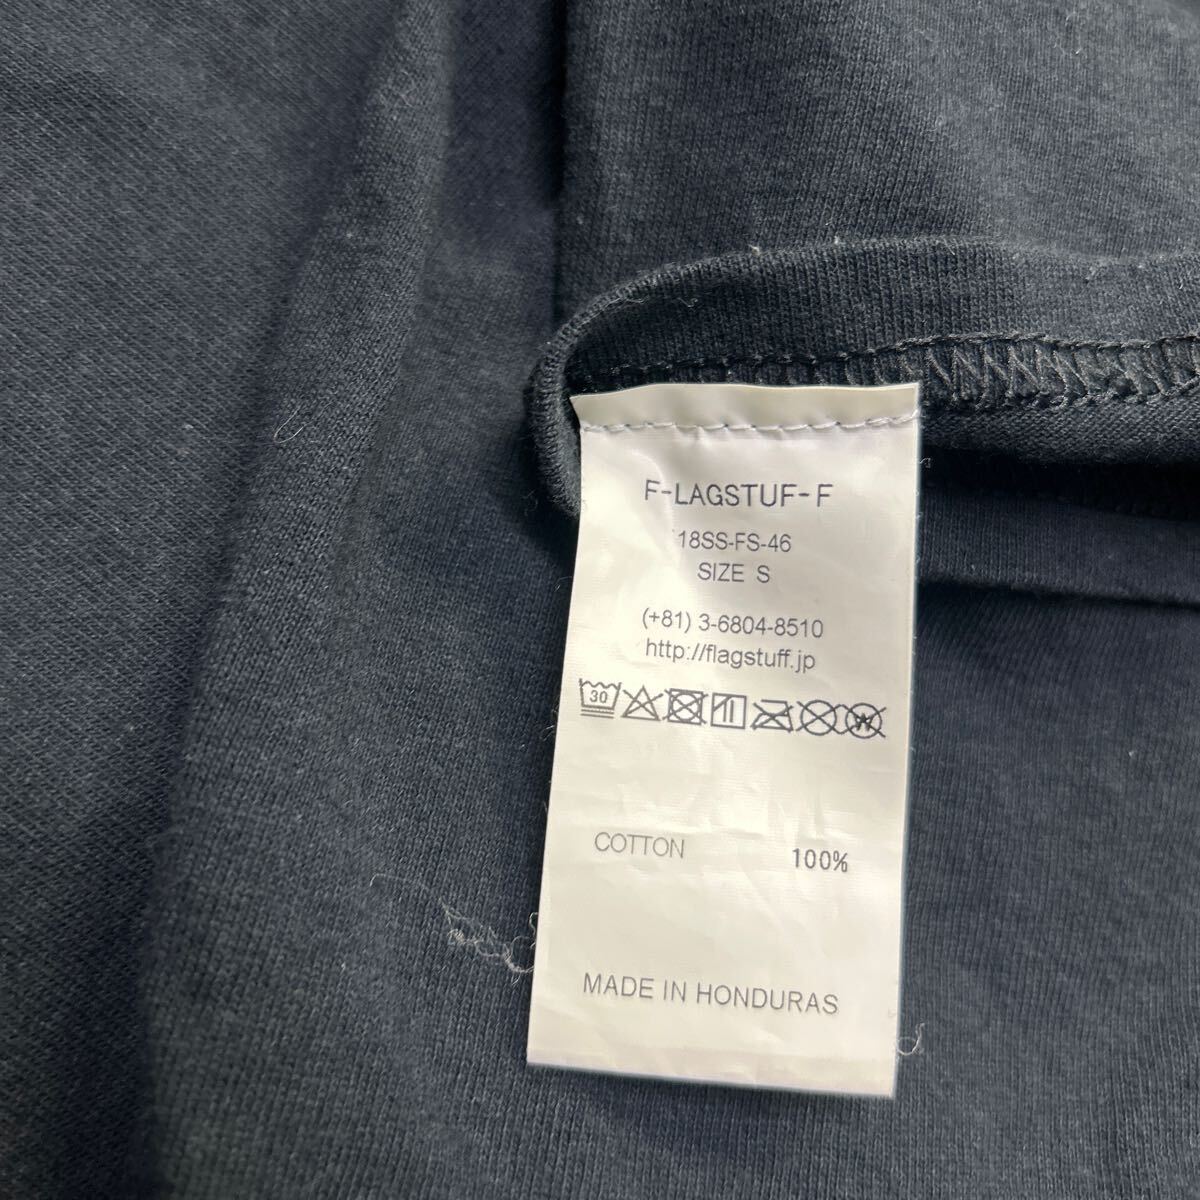 F-LAGSTUF-F
18SS-FS-46
SIZE S
(+81) 3-6804-8510
http://flagstuff.jp
30 W
COTTON 100%
MADE IN HONDURAS